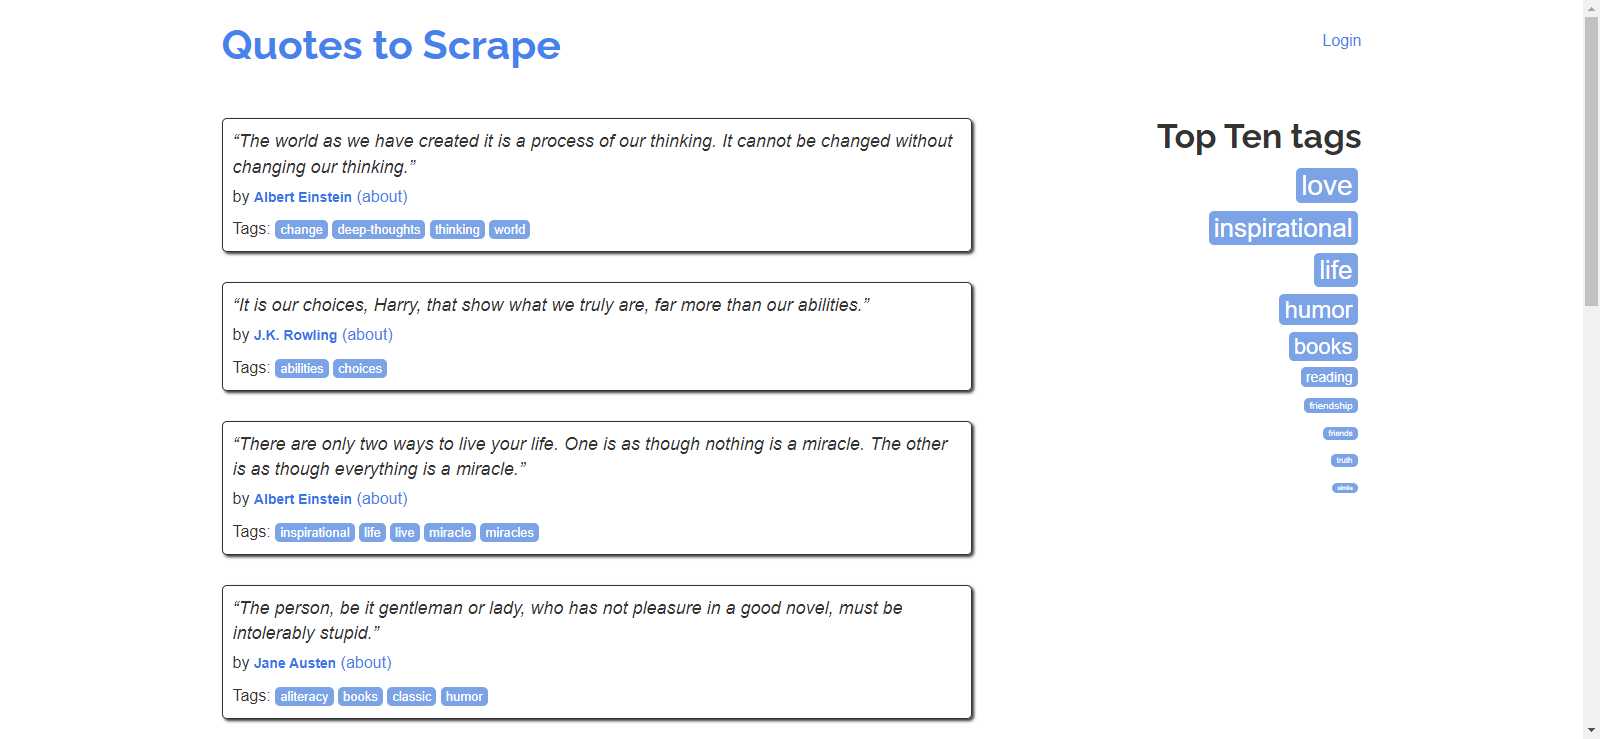 Quotes to Scrape
Login
“The world as we have created it is a process of our thinking. It cannot be changed without
changing our thinking.”
by Albert Einstein (about)
Tags: change deep-thoughts thinking world
“It is our choices, Harry, that show what we truly are, far more than our abilities.”
by J.K. Rowling (about)
Tags: abilities choices
“There are only two ways to live your life. One is as though nothing is a miracle. The other
is as though everything is a miracle.”
by Albert Einstein (about)
Tags: inspirational life live miracle miracles
“The person, be it gentleman or lady, who has not pleasure in a good novel, must be
intolerably stupid.”
by Jane Austen (about)
Tags: aliteracy books classic humor
Top Ten tags
love
inspirational
life
humor
books
reading
friendship
friends
truth
simile